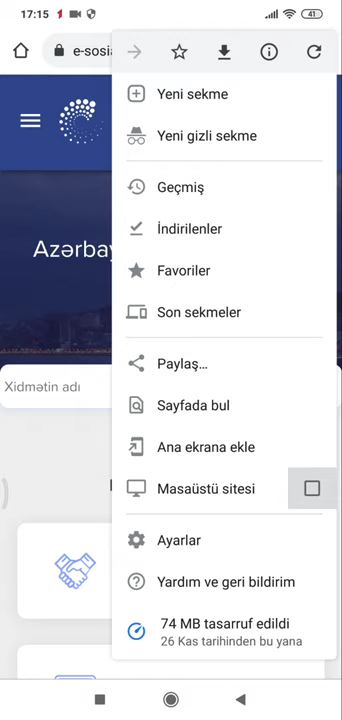 17:15
41
e-sosi
Yeni sekme
Yeni gizli sekme
Geçmiş
İndirilenler
Azərbay
Favoriler
Son sekmeler
Paylaş…
Xidmətin adı
Sayfada bul
Ana ekrana ekle
Masaüstü sitesi
Ayarlar
Yardım ve geri bildirim
74 MB tasarruf edildi
26 Kas tarihinden bu yana